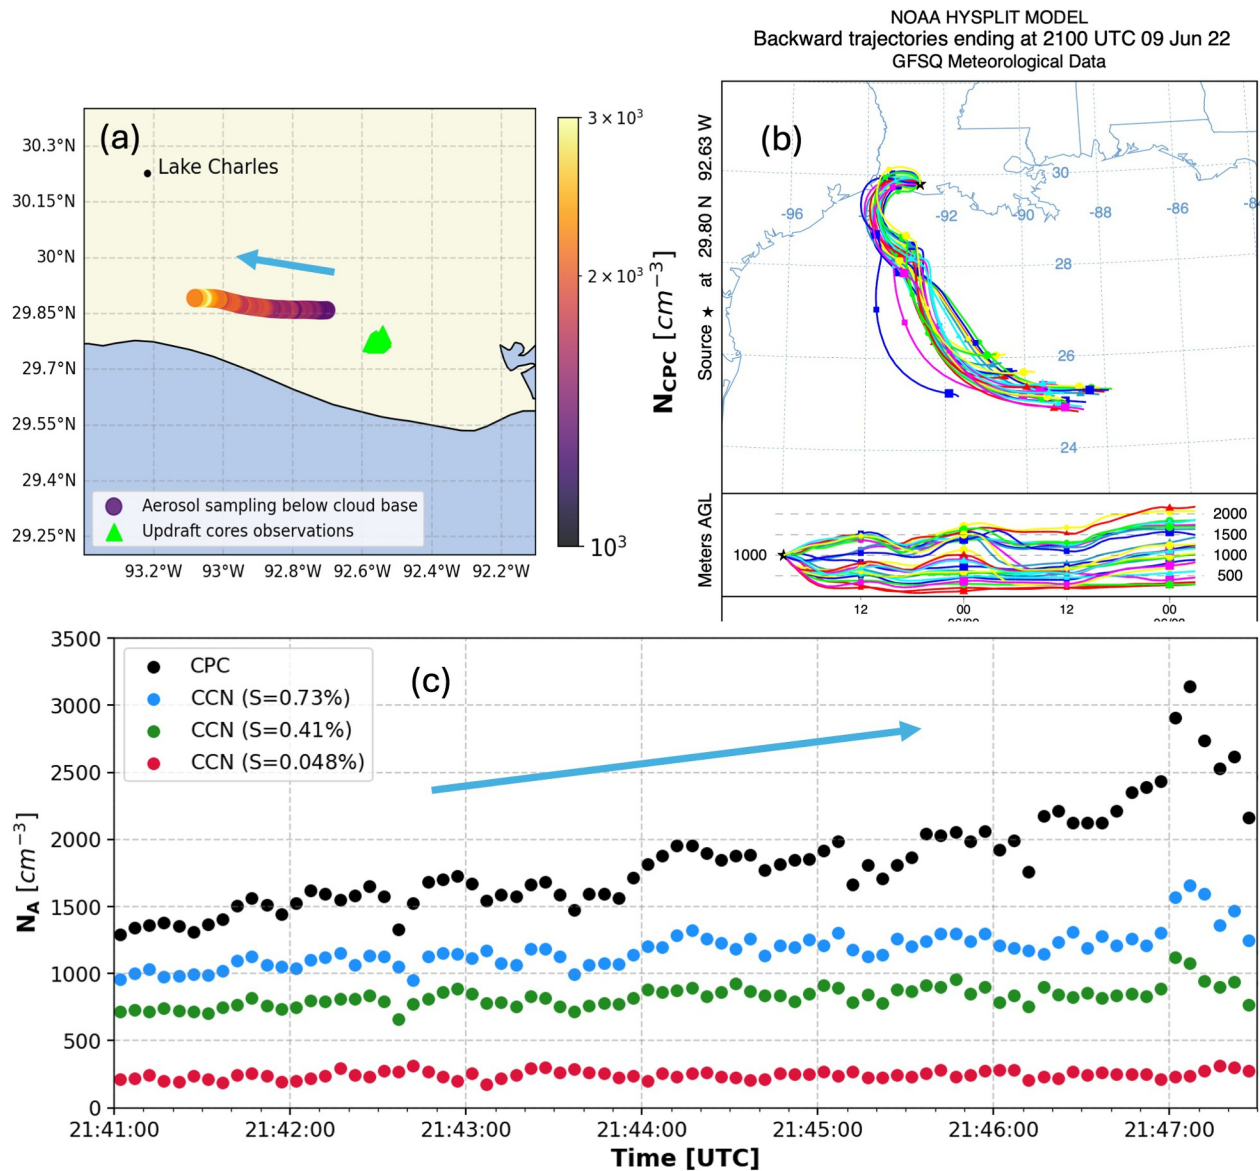 NOAA HYSPLIT MODEL
Backward trajectories ending at 2100 UTC 09 Jun 22
GFSQ Meteorological Data
(a)
Lake Charles
30.3°N
30.15°N
30°N
29.85°N
29.7°N
29.55°N
29.4°N
29.25°N
93.2°W
93°W
92.8°W
92.6°W
92.4°W
92.2°W
Aerosol sampling below cloud base
Updraft cores observations
3 × 10³
2 × 10³
10³
N_CPC [cm⁻³]
(b)
Source ★ at 29.80 N 92.63 W
30
28
26
24
-96
-92
-90
-88
-86
-8
Meters AGL
1000
2000
1500
1000
500
12
00
12
00
(c)
CPC
CCN (S=0.73%)
CCN (S=0.41%)
CCN (S=0.048%)
N_A [cm⁻³]
3500
3000
2500
2000
1500
1000
500
0
21:41:00
21:42:00
21:43:00
21:44:00
21:45:00
21:46:00
21:47:00
Time [UTC]